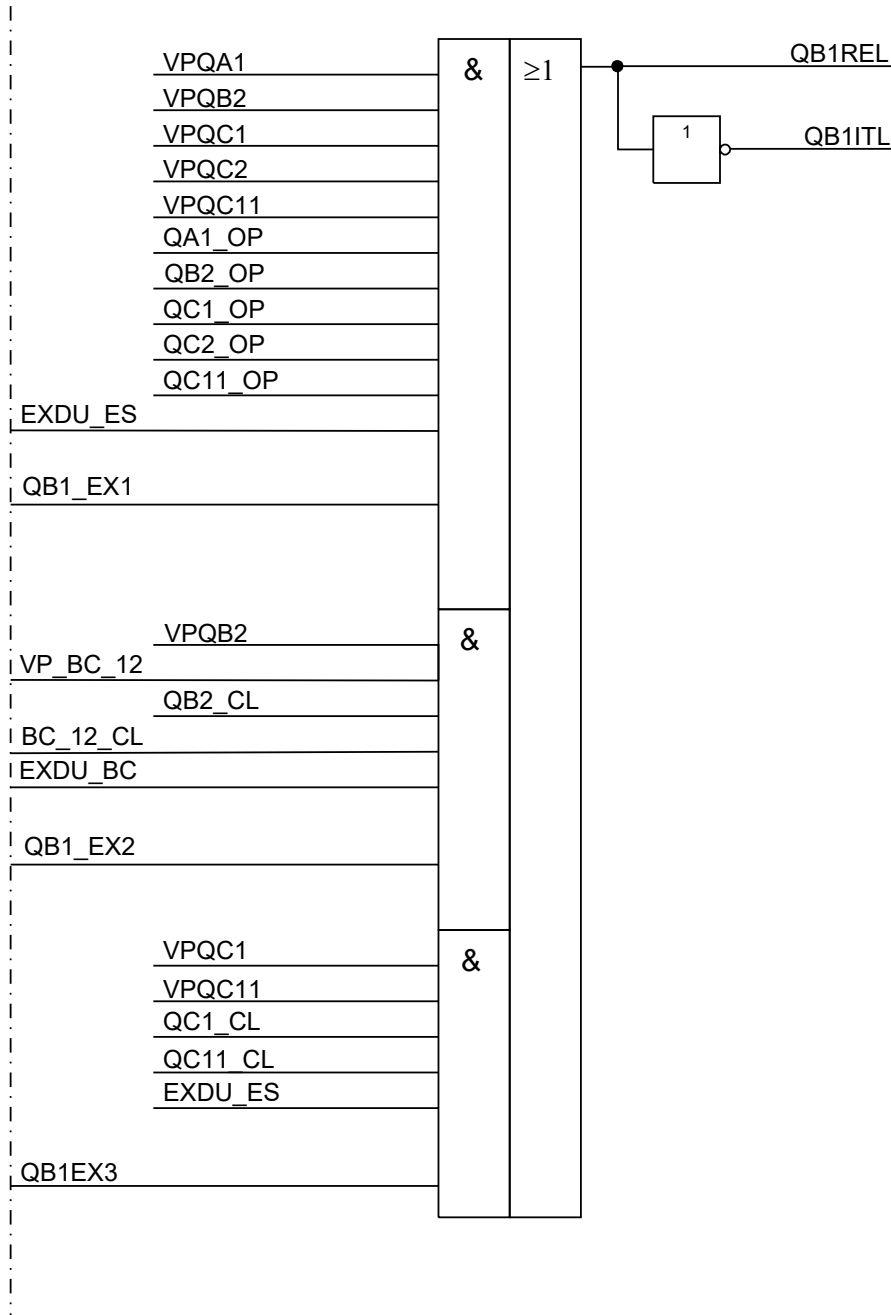 VPQA1
VPQB2
VPQC1
VPQC2
VPQC11
QA1_OP
QB2_OP
QC1_OP
QC2_OP
QC11_OP
EXDU_ES
QB1_EX1
&
≥1
QB1REL
1
QB1ITL
VPQB2
VP_BC_12
QB2_CL
BC_12_CL
EXDU_BC
QB1_EX2
&
VPQC1
VPQC11
QC1_CL
QC11_CL
EXDU_ES
QB1EX3
&